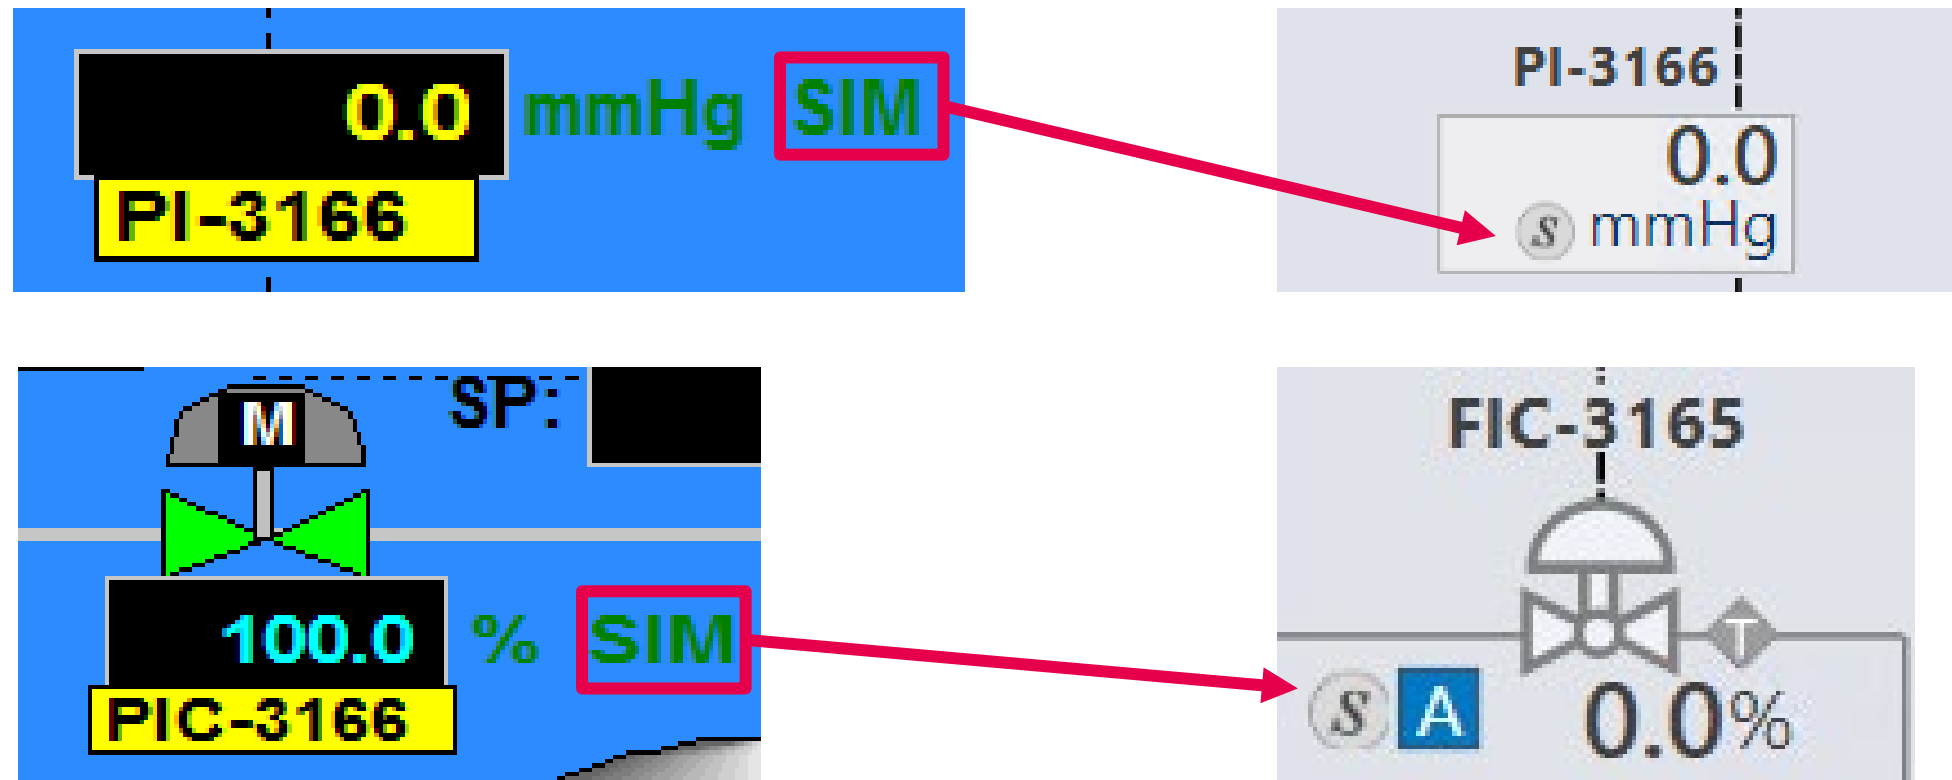 0.0 mmHg SIM
PI-3166
PI-3166
0.0
S mmHg
M SP:
100.0 % SIM
PIC-3166
FIC-3165
T
S A 0.0%